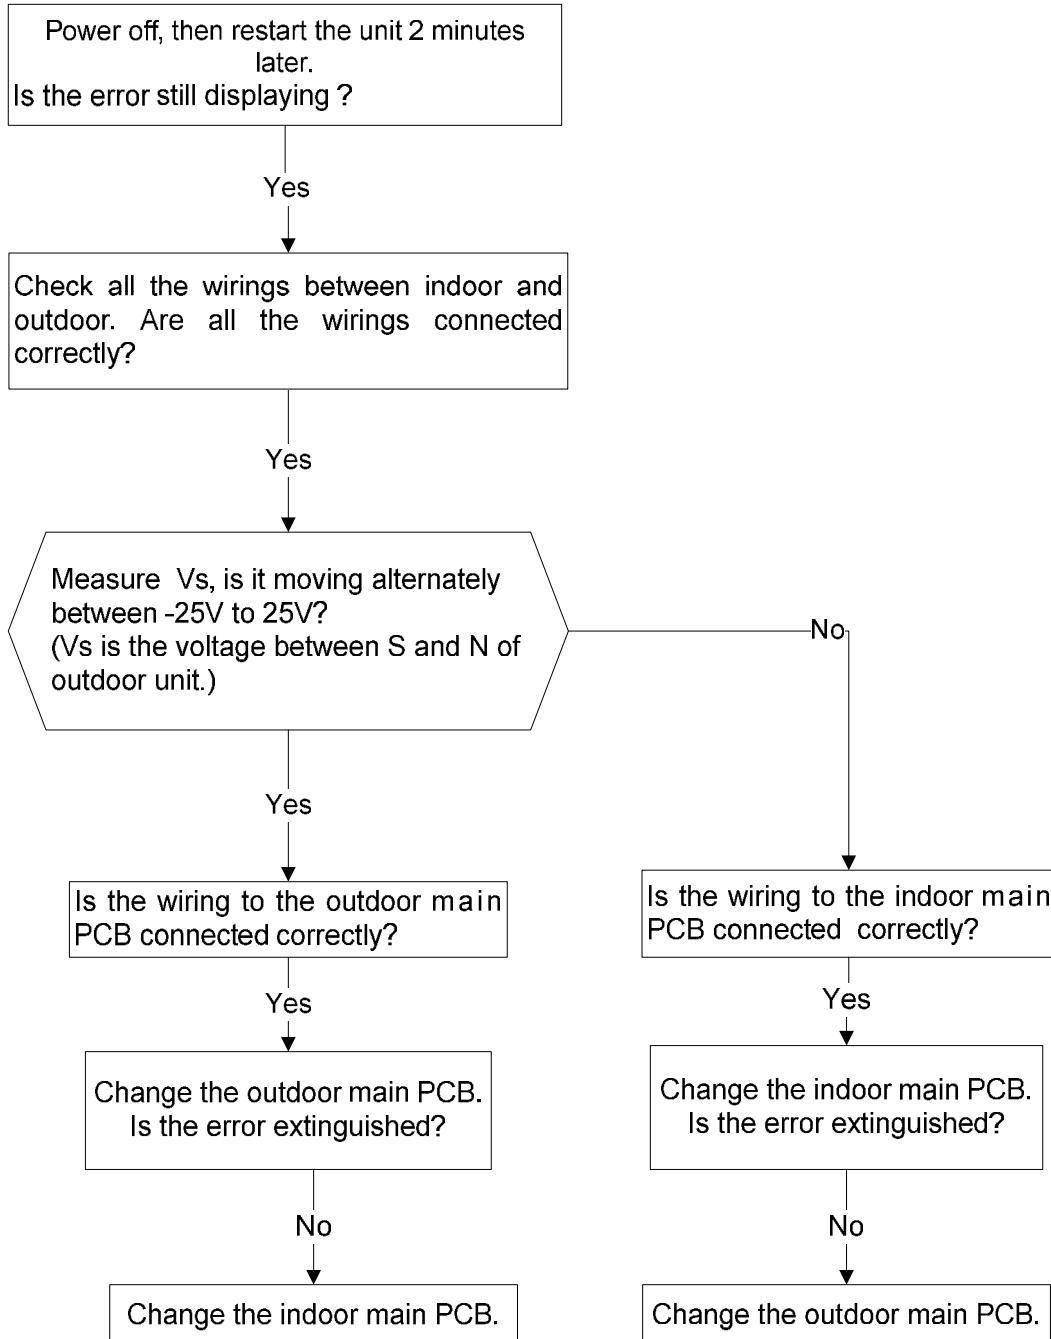 Power off, then restart the unit 2 minutes
later.
Is the error still displaying ?
Yes
Check all the wirings between indoor and
outdoor. Are all the wirings connected
correctly?
Yes
Measure Vs, is it moving alternately
between -25V to 25V?
(Vs is the voltage between S and N of
outdoor unit.)
No
Yes
Is the wiring to the outdoor main
PCB connected correctly?
Is the wiring to the indoor main
PCB connected correctly?
Yes
Yes
Change the outdoor main PCB.
Is the error extinguished?
Change the indoor main PCB.
Is the error extinguished?
No
No
Change the indoor main PCB.
Change the outdoor main PCB.